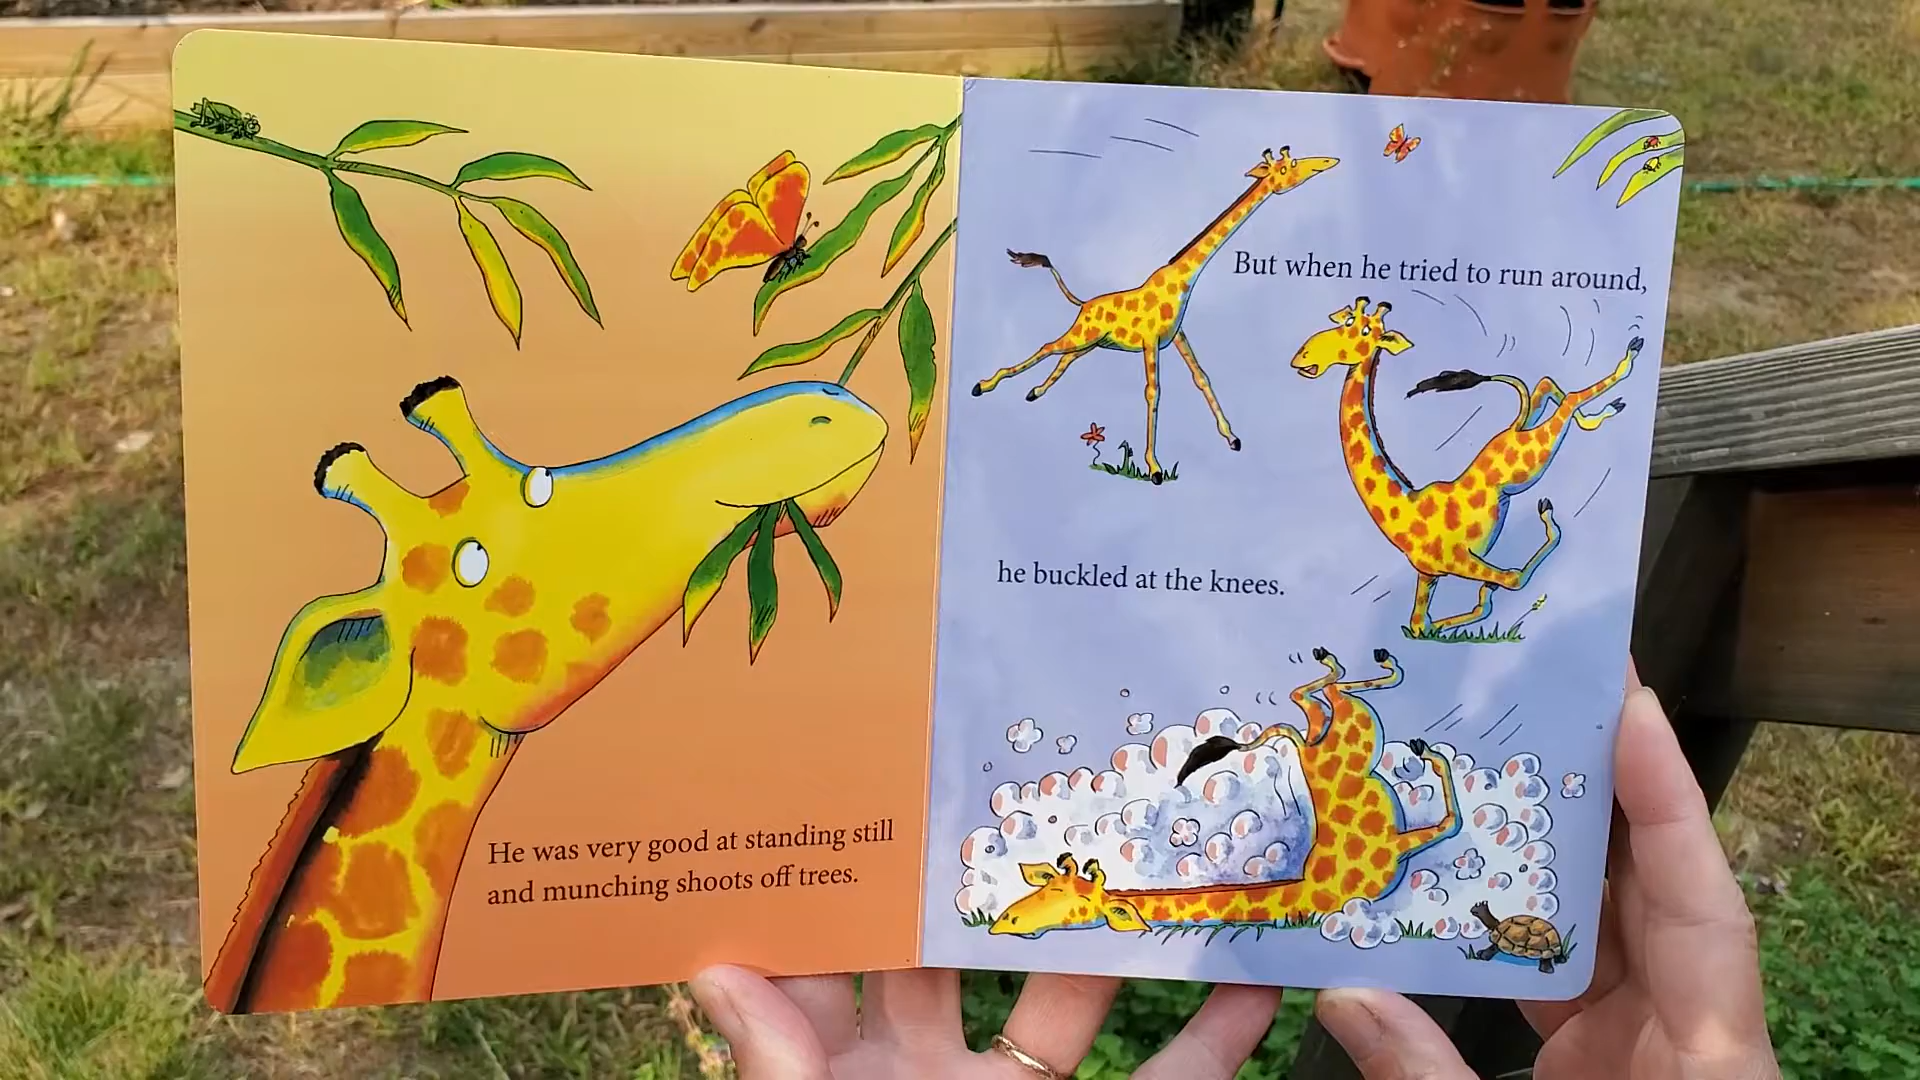 He was very good at standing still
and munching shoots off trees.
But when he tried to run around,
he buckled at the knees.